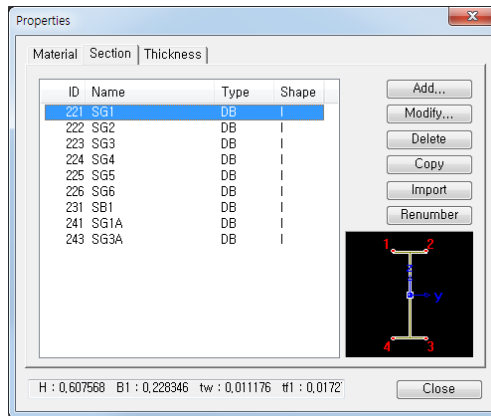 Properties
Material Section Thickness
ID Name Type Shape
221 SG1 DB I
222 SG2 DB I
223 SG3 DB I
224 SG4 DB I
225 SG5 DB I
226 SG6 DB I
231 SB1 DB I
241 SG1A DB I
243 SG3A DB I
Add...
Modify...
Delete
Copy
Import
Renumber
1 2
z
y
4 3
H : 0,607568 B1 : 0,228346 tw : 0,011176 tf1 : 0,0172
Close